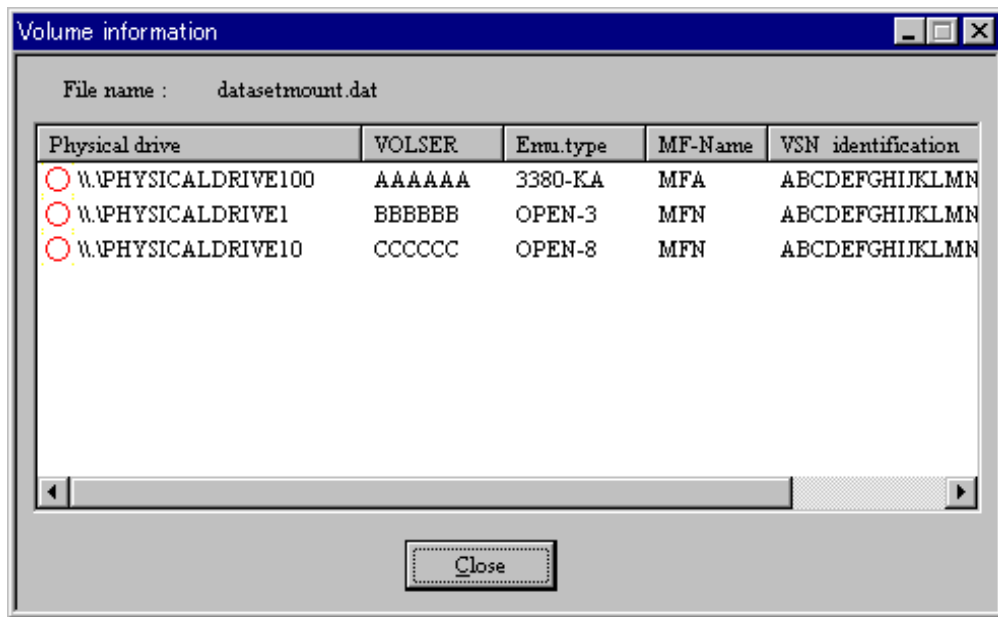 Volume information
File name : datasetmount.dat
Physical drive VOLSER Emu.type MF-Name VSN identification
\\.\PHYSICALDRIVE100 AAAAAA 3380-KA MFA ABCDEFGHIJKLMN
\\.\PHYSICALDRIVE1 BBBBBB OPEN-3 MFN ABCDEFGHIJKLMN
\\.\PHYSICALDRIVE10 CCCCCC OPEN-8 MFN ABCDEFGHIJKLMN
Close